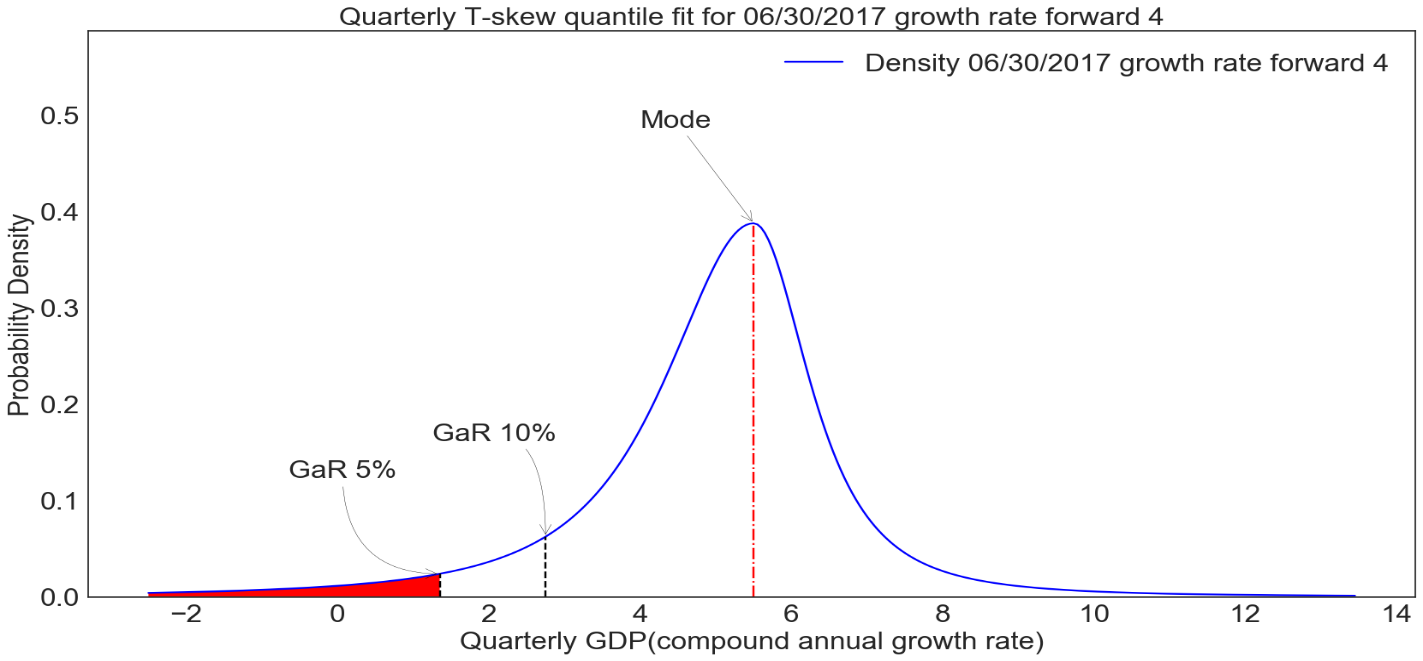 Quarterly T-skew quantile fit for 06/30/2017 growth rate forward 4
Density 06/30/2017 growth rate forward 4
Mode
GaR 10%
GaR 5%
Probability Density
0.5
0.4
0.3
0.2
0.1
0.0
−2 0 2 4 6 8 10 12 14
Quarterly GDP(compound annual growth rate)